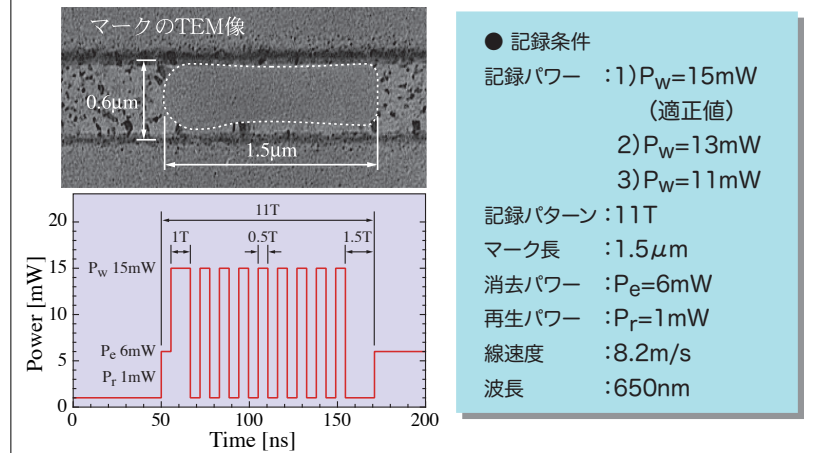 マークのTEM像
0.6μm
1.5μm
11T
1T 0.5T 1.5T
20
15
10
5
0
Pw 15mW
Pe 6mW
Pr 1mW
Power [mW]
0 50 100 150 200
Time [ns]
● 記録条件
記録パワー :1)Pw=15mW
(適正値)
2)Pw=13mW
3)Pw=11mW
記録パターン:11T
マーク長 :1.5μm
消去パワー :Pe=6mW
再生パワー :Pr=1mW
線速度 :8.2m/s
波長 :650nm